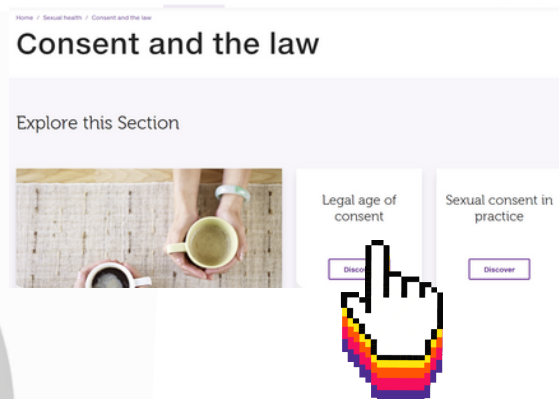 Home / Sexual health / Consent and the law
Consent and the law
Explore this Section
Legal age of
consent
Sexual consent in
practice
Disco
Discover